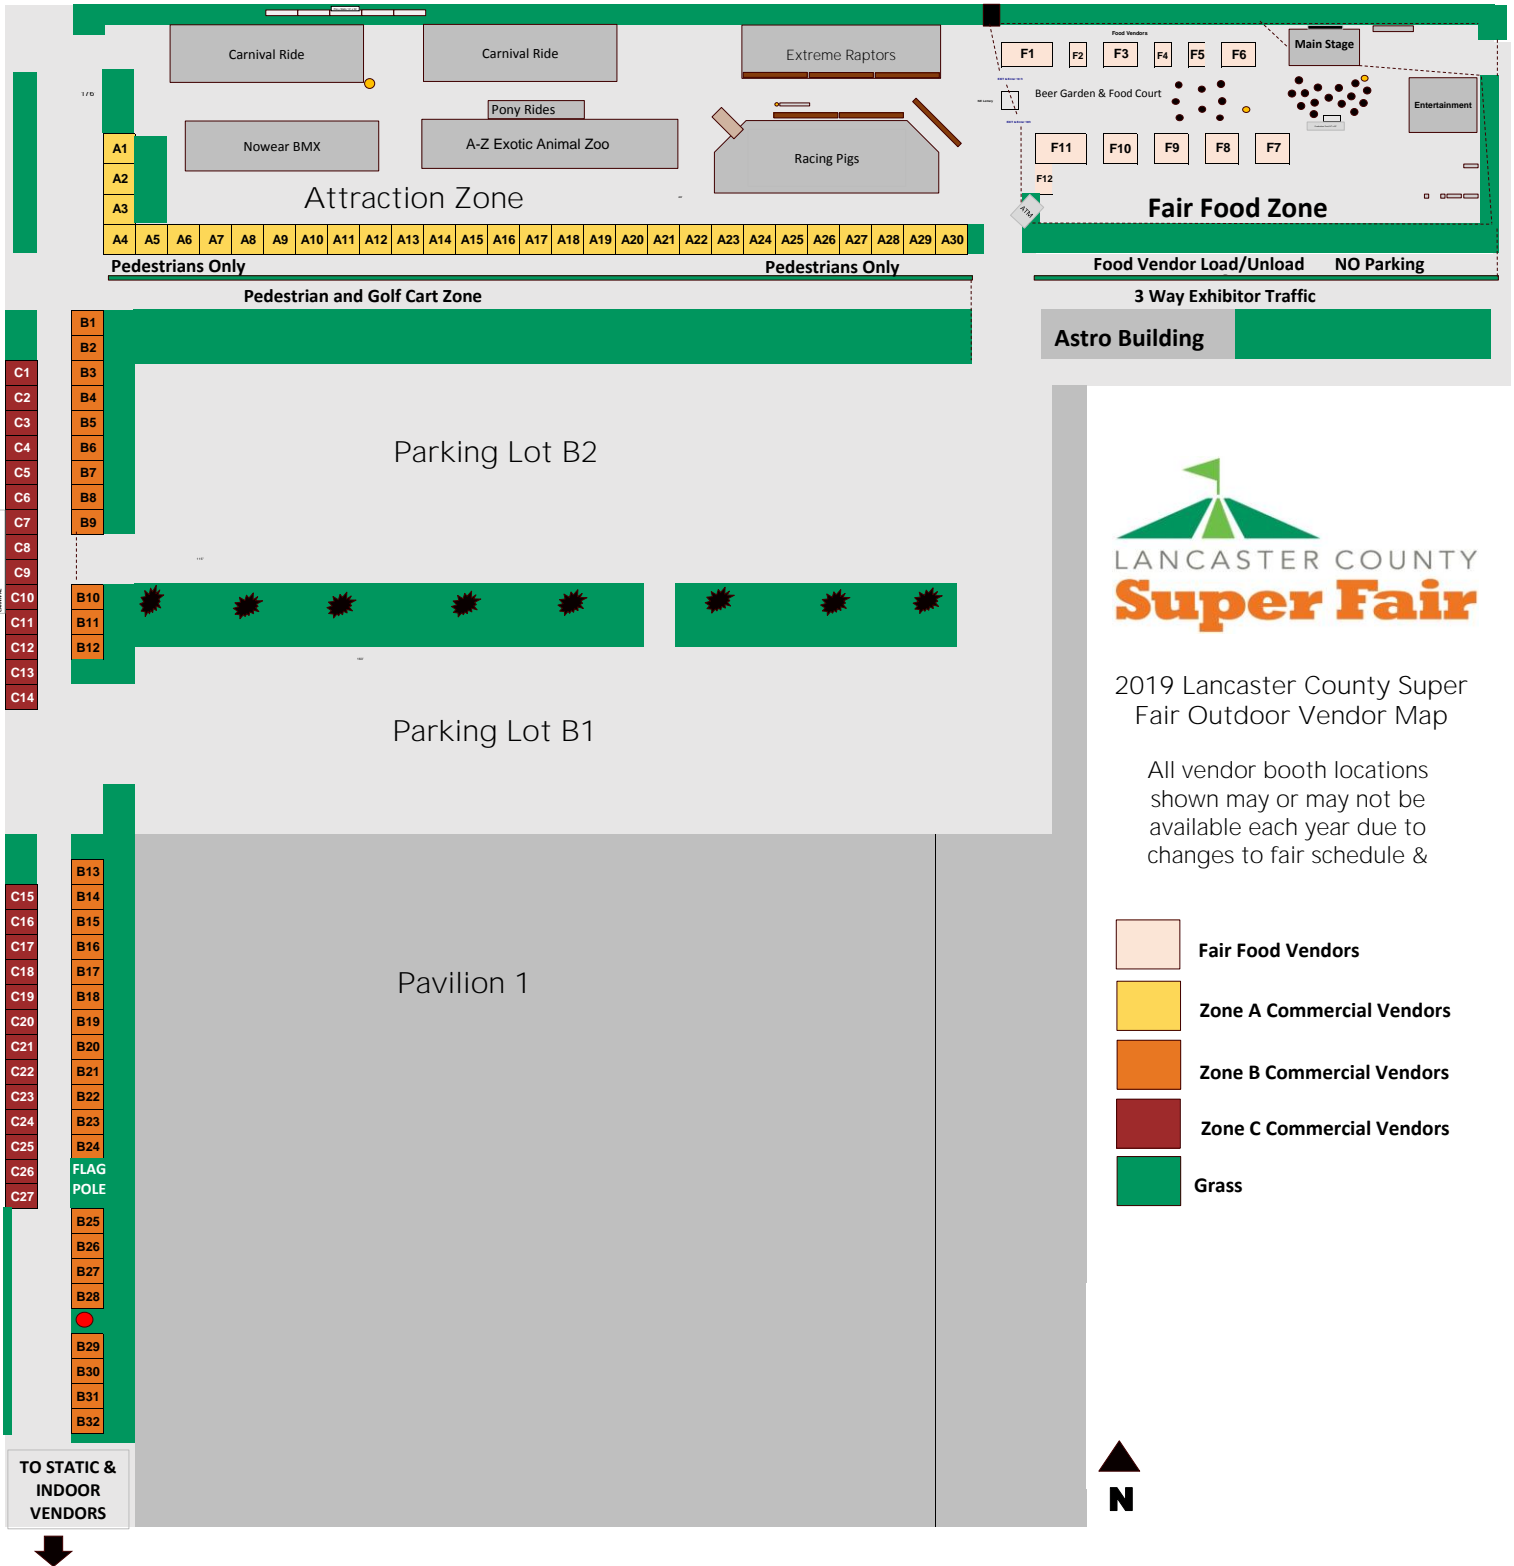 Carnival Ride
Carnival Ride
Extreme Raptors
Food Vendors
F1
F2
F3
F4
F5
F6
Main Stage
Beer Garden & Food Court
Entertainment
Pony Rides
Nowear BMX
A-Z Exotic Animal Zoo
Racing Pigs
F11
F10
F9
F8
F7
F12
ATM
A1
A2
A3
Attraction Zone
Fair Food Zone
A4 A5 A6 A7 A8 A9 A10 A11 A12 A13 A14 A15 A16 A17 A18 A19 A20 A21 A22 A23 A24 A25 A26 A27 A28 A29 A30
Pedestrians Only
Pedestrians Only
Food Vendor Load/Unload NO Parking
Pedestrian and Golf Cart Zone
3 Way Exhibitor Traffic
Astro Building
B1
B2
B3
B4
B5
B6
B7
B8
B9
B10
B11
B12
C1
C2
C3
C4
C5
C6
C7
C8
C9
C10
C11
C12
C13
C14
Parking Lot B2
Parking Lot B1
LANCASTER COUNTY
Super Fair
2019 Lancaster County Super
Fair Outdoor Vendor Map
All vendor booth locations
shown may or may not be
available each year due to
changes to fair schedule &
B13
B14
B15
B16
B17
B18
B19
B20
B21
B22
B23
B24
FLAG
POLE
B25
B26
B27
B28
B29
B30
B31
B32
C15
C16
C17
C18
C19
C20
C21
C22
C23
C24
C25
C26
C27
Pavilion 1
Fair Food Vendors
Zone A Commercial Vendors
Zone B Commercial Vendors
Zone C Commercial Vendors
Grass
TO STATIC &
INDOOR
VENDORS
N